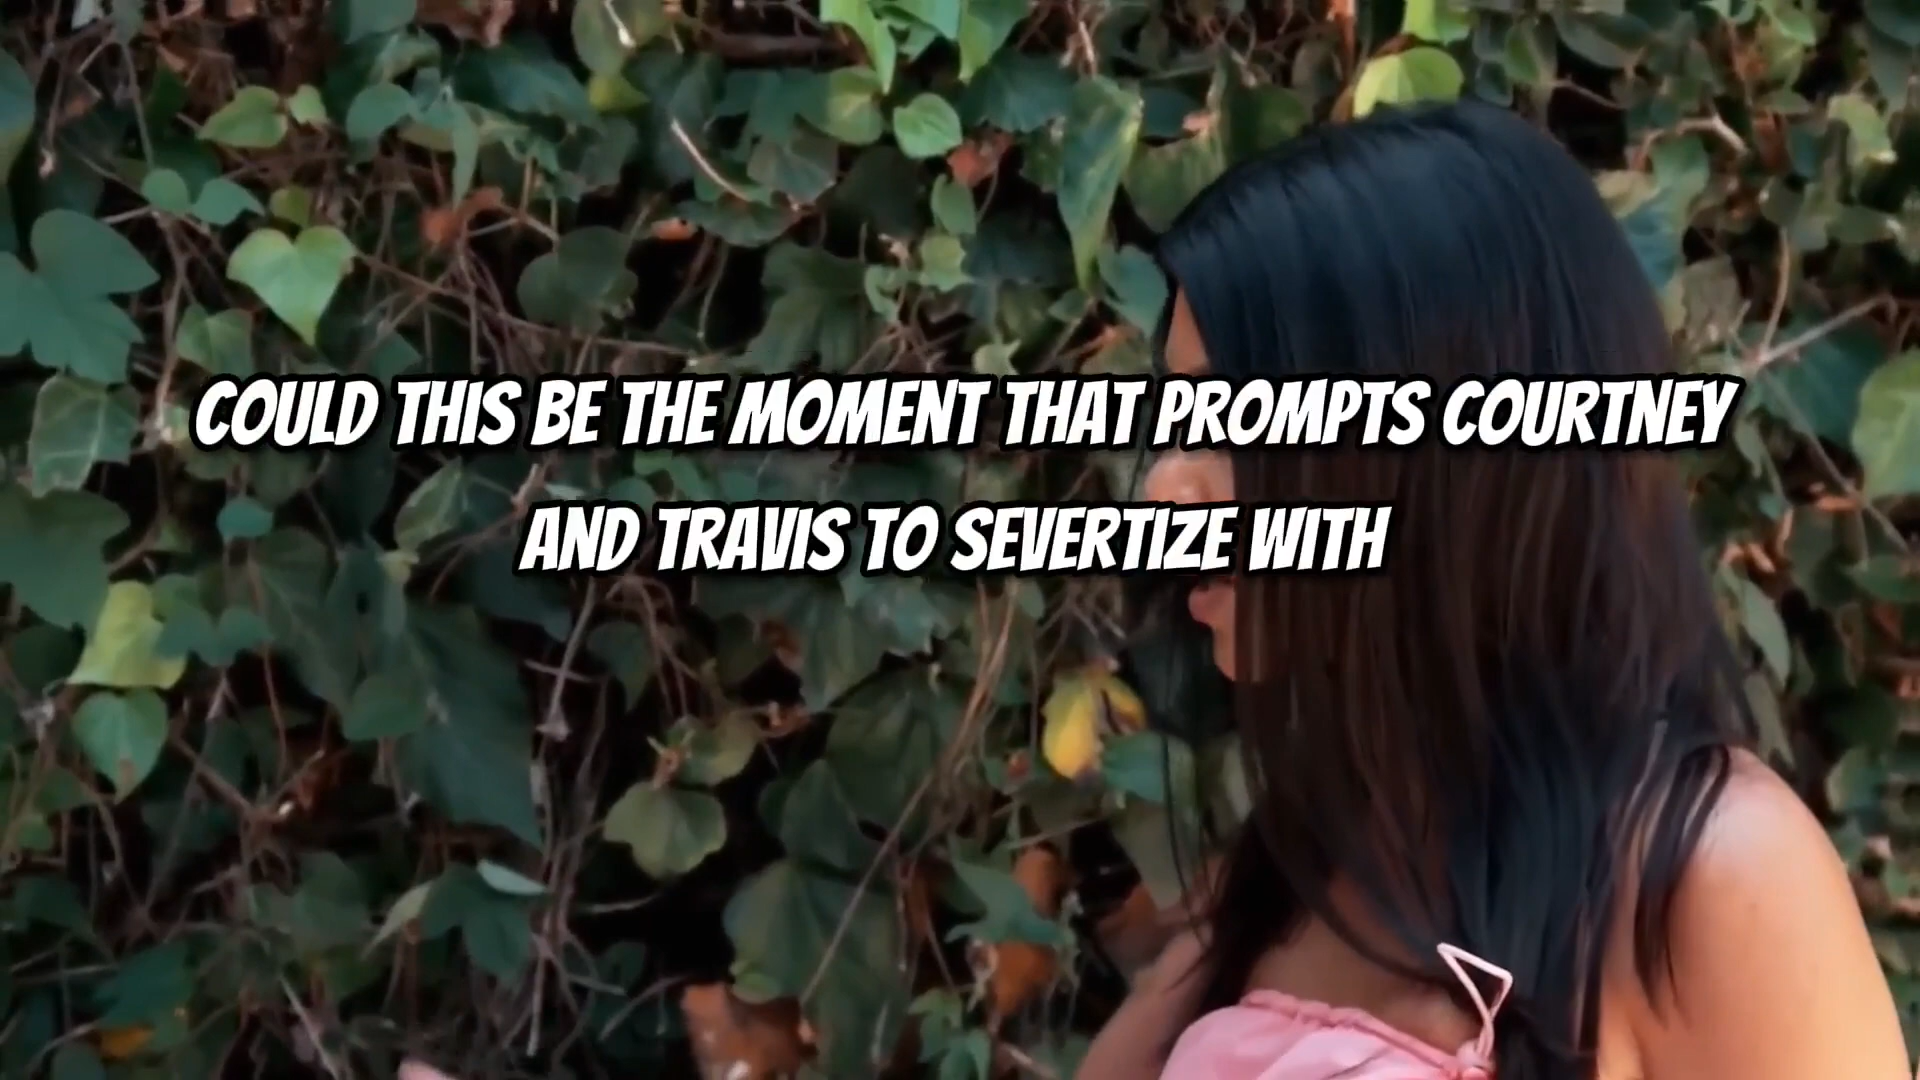 COULD THIS BE THE MOMENT THAT PROMPTS COURTNEY
AND TRAVIS TO SEVERTIZE WITH